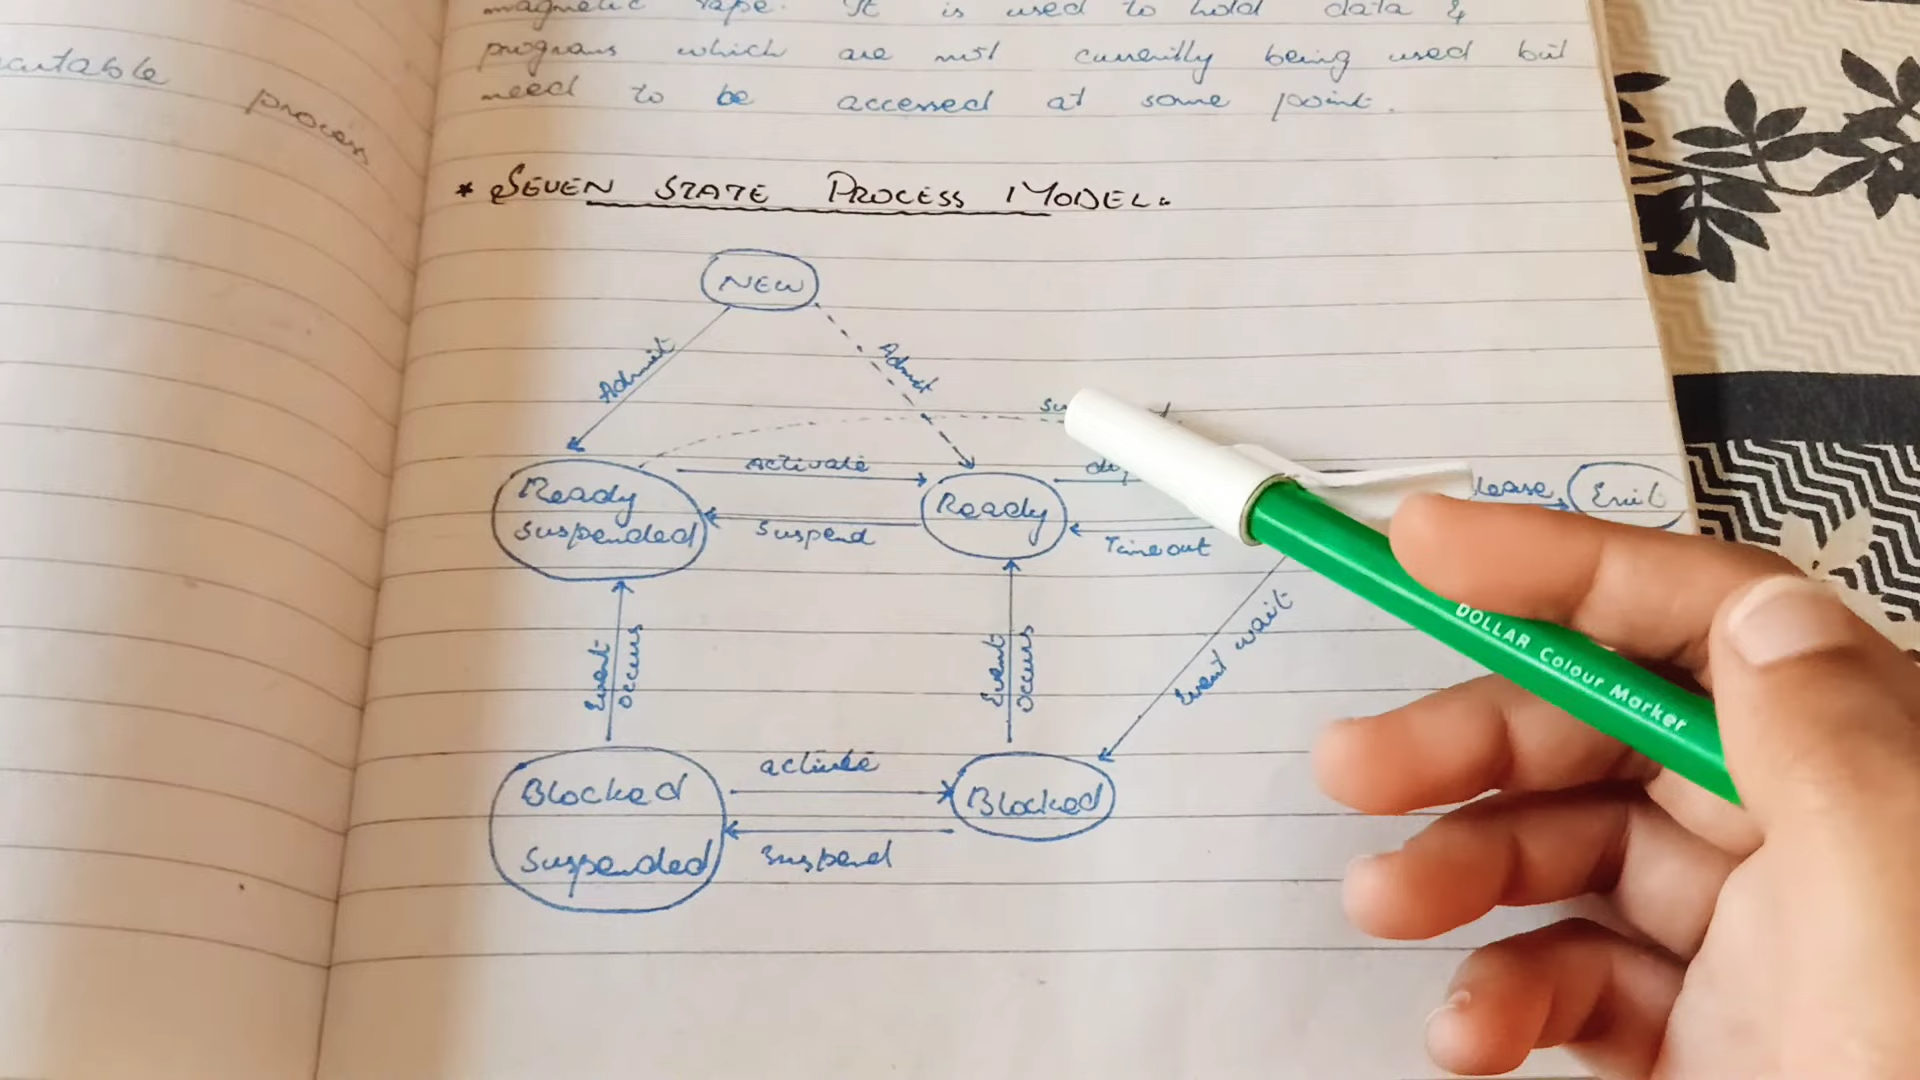 magnetic tape. It is used to hold data &
programs which are not currently being used but
need to be accessed at some point.
process
* SEVEN STATE PROCESS MODEL.
NEW
Admit
Admit
Activate
Ready
suspended
Suspend
Ready
Timeout
Exit
Event
occurs
Event
occurs
Event wait
activate
Blocked
suspended
suspend
Blocked
DOLLAR Colour Marker